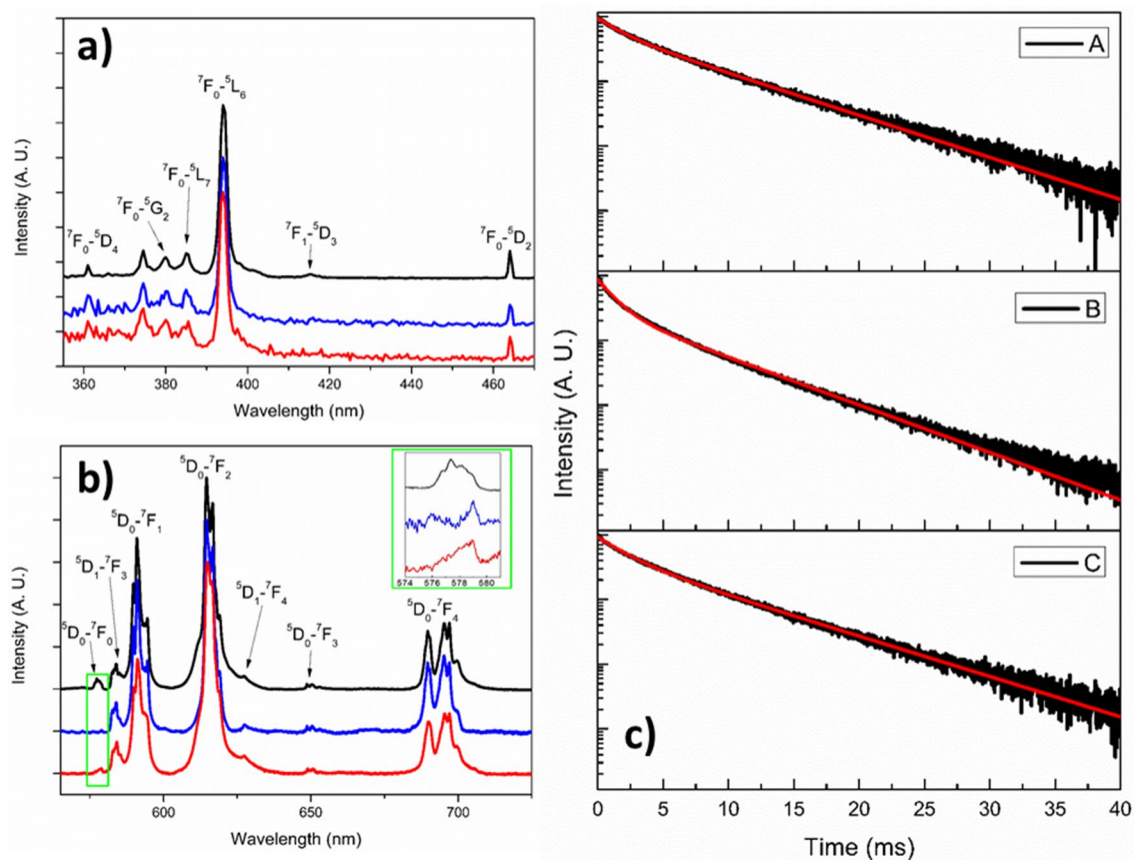 a)
Intensity (A. U.)
⁷F₀-⁵L₆
⁷F₀-⁵L₇
⁷F₀-⁵G₂
⁷F₀-⁵D₄
⁷F₁-⁵D₃
⁷F₀-⁵D₂
360 380 400 420 440 460
Wavelength (nm)
b)
Intensity (A. U.)
⁵D₀-⁷F₂
⁵D₀-⁷F₁
⁵D₁-⁷F₃
⁵D₀-⁷F₀
⁵D₁-⁷F₄
⁵D₀-⁷F₃
⁵D₀-⁷F₄
574 576 578 580
600 650 700
Wavelength (nm)
A
B
C
c)
Intensity (A. U.)
0 5 10 15 20 25 30 35 40
Time (ms)